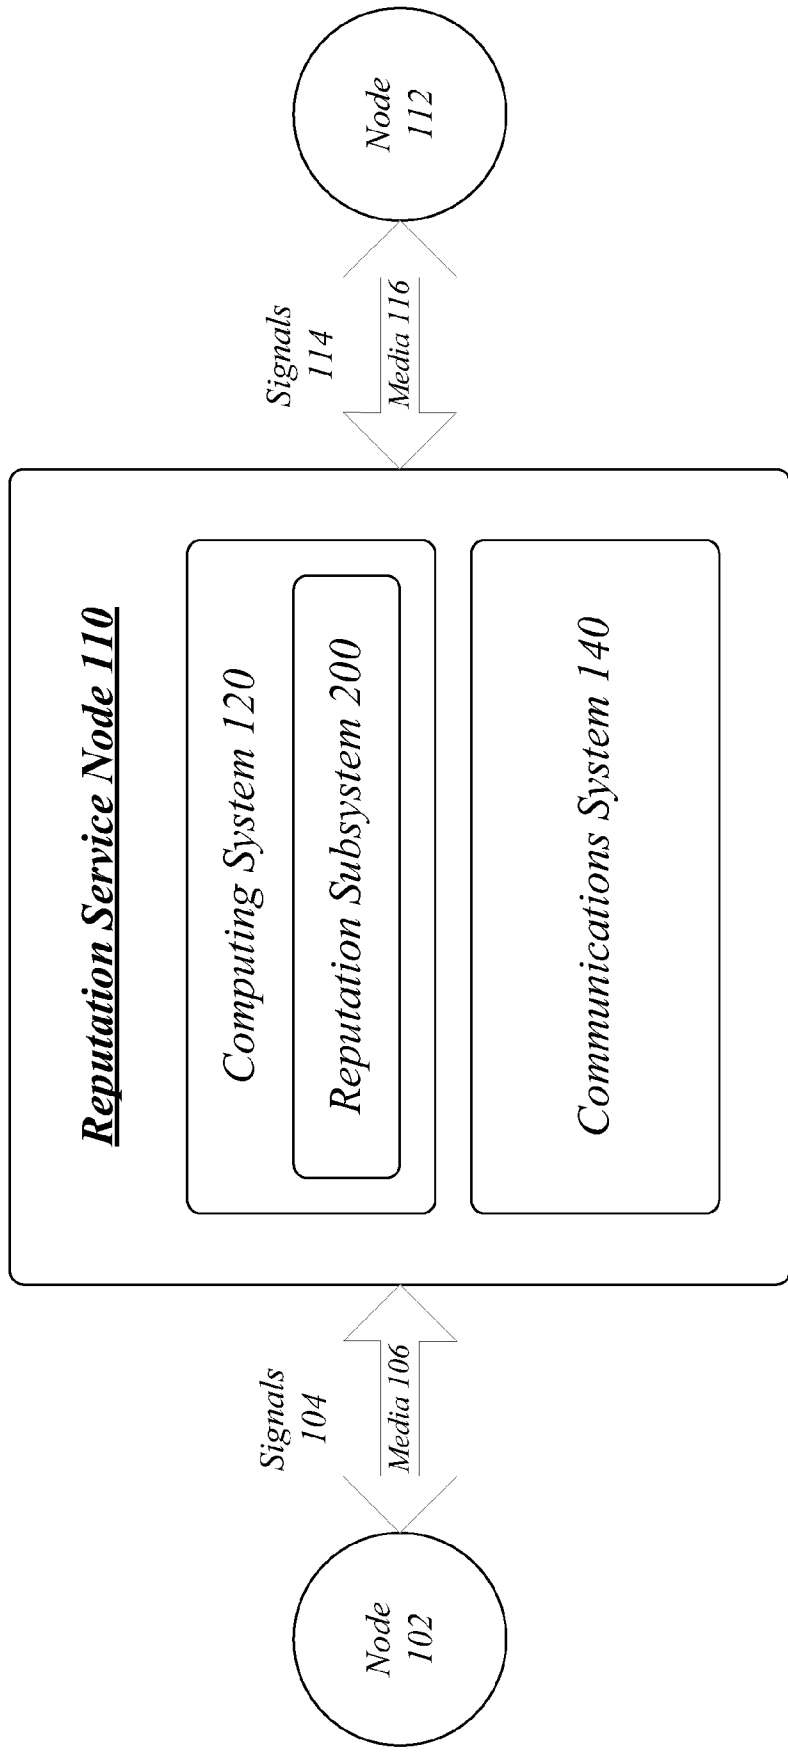 Reputation Service Node 110
Computing System 120
Reputation Subsystem 200
Communications System 140
Node
102
Signals
104
Media 106
Signals
114
Media 116
Node
112